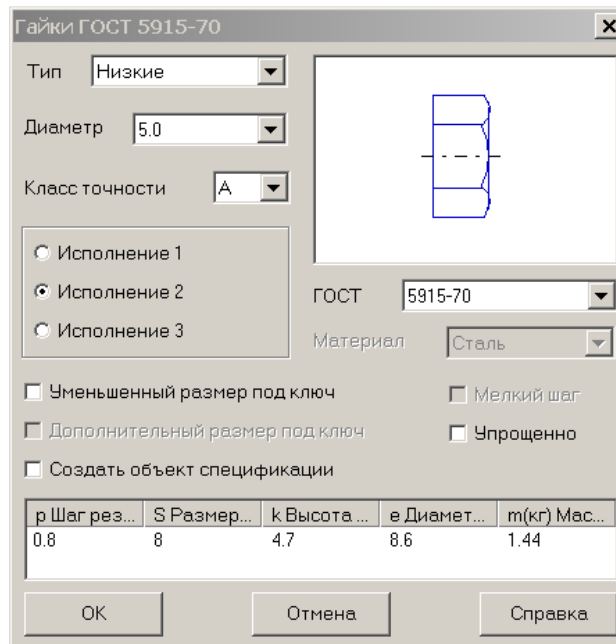 Гайки ГОСТ 5915-70
Тип Низкие
Диаметр 5.0
Класс точности А
Исполнение 1
Исполнение 2
Исполнение 3
ГОСТ 5915-70
Материал Сталь
Уменьшенный размер под ключ
Мелкий шаг
Дополнительный размер под ключ
Упрощенно
Создать объект спецификации
p Шаг рез... S Размер... k Высота ... e Диамет... m(кг) Мас...
0.8 8 4.7 8.6 1.44
OK Отмена Справка